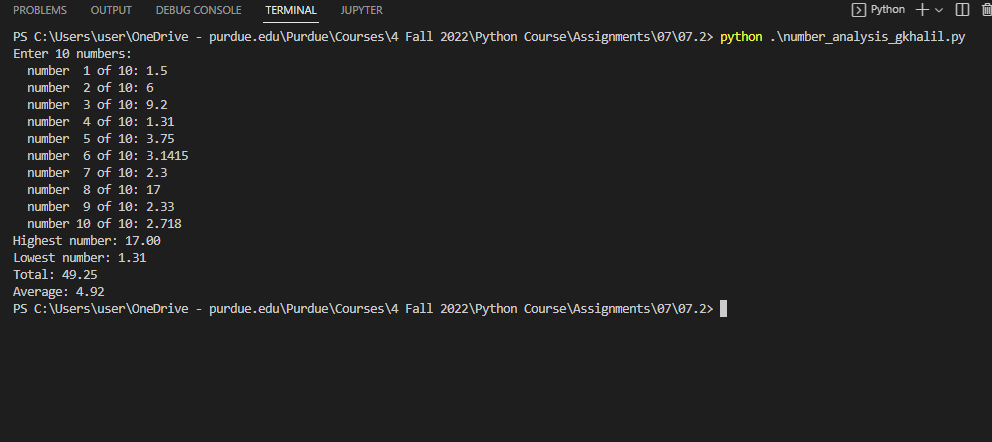 PROBLEMS OUTPUT DEBUG CONSOLE TERMINAL JUPYTER Python
PS C:\Users\user\OneDrive - purdue.edu\Purdue\Courses\4 Fall 2022\Python Course\Assignments\07\07.2> python .\number_analysis_gkhalil.py
Enter 10 numbers:
  number  1 of 10: 1.5
  number  2 of 10: 6
  number  3 of 10: 9.2
  number  4 of 10: 1.31
  number  5 of 10: 3.75
  number  6 of 10: 3.1415
  number  7 of 10: 2.3
  number  8 of 10: 17
  number  9 of 10: 2.33
  number 10 of 10: 2.718
Highest number: 17.00
Lowest number: 1.31
Total: 49.25
Average: 4.92
PS C:\Users\user\OneDrive - purdue.edu\Purdue\Courses\4 Fall 2022\Python Course\Assignments\07\07.2>